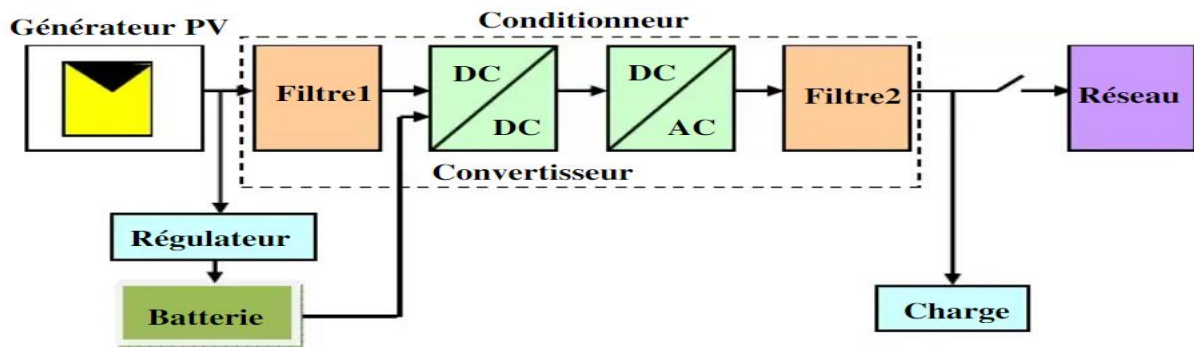 Conditionneur
Générateur PV
Filtre1
DC
DC
DC
AC
Filtre2
Réseau
Convertisseur
Régulateur
Batterie
Charge